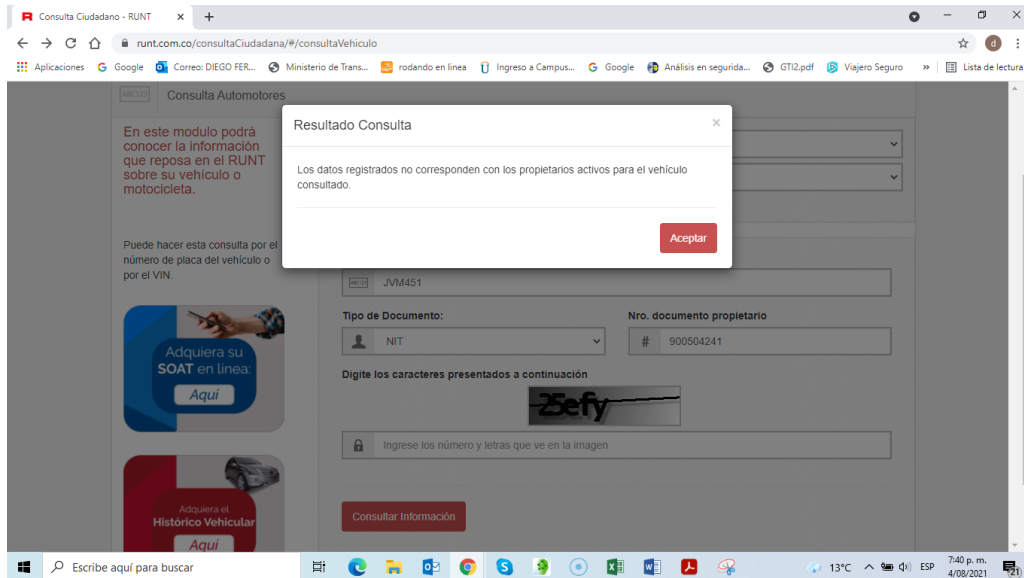 Consulta Ciudadano - RUNT
runt.com.co/consultaCiudadana/#/consultaVehiculo
d
Aplicaciones Google Correo: DIEGO FER... Ministerio de Trans... rodando en linea Ingreso a Campus... Google Análisis en segurida... GTI2.pdf Viajero Seguro » Lista de lectura
ABC123 Consulta Automotores
En este modulo podrá
conocer la información
que reposa en el RUNT
sobre su vehículo o
motocicleta.
Puede hacer esta consulta por el
número de placa del vehículo o
por el VIN.
Adquiera su
SOAT en línea:
Aquí
Adquiera el
Histórico Vehicular
Aquí
Resultado Consulta ×
Los datos registrados no corresponden con los propietarios activos para el vehículo
consultado.
Aceptar
ABC123 JVM451
Tipo de Documento: Nro. documento propietario
NIT # 900504241
Digite los caracteres presentados a continuación
25efy
Ingrese los número y letras que ve en la imagen
Consultar Información
Escribe aquí para buscar
13°C ESP 7:40 p. m.
4/08/2021
21